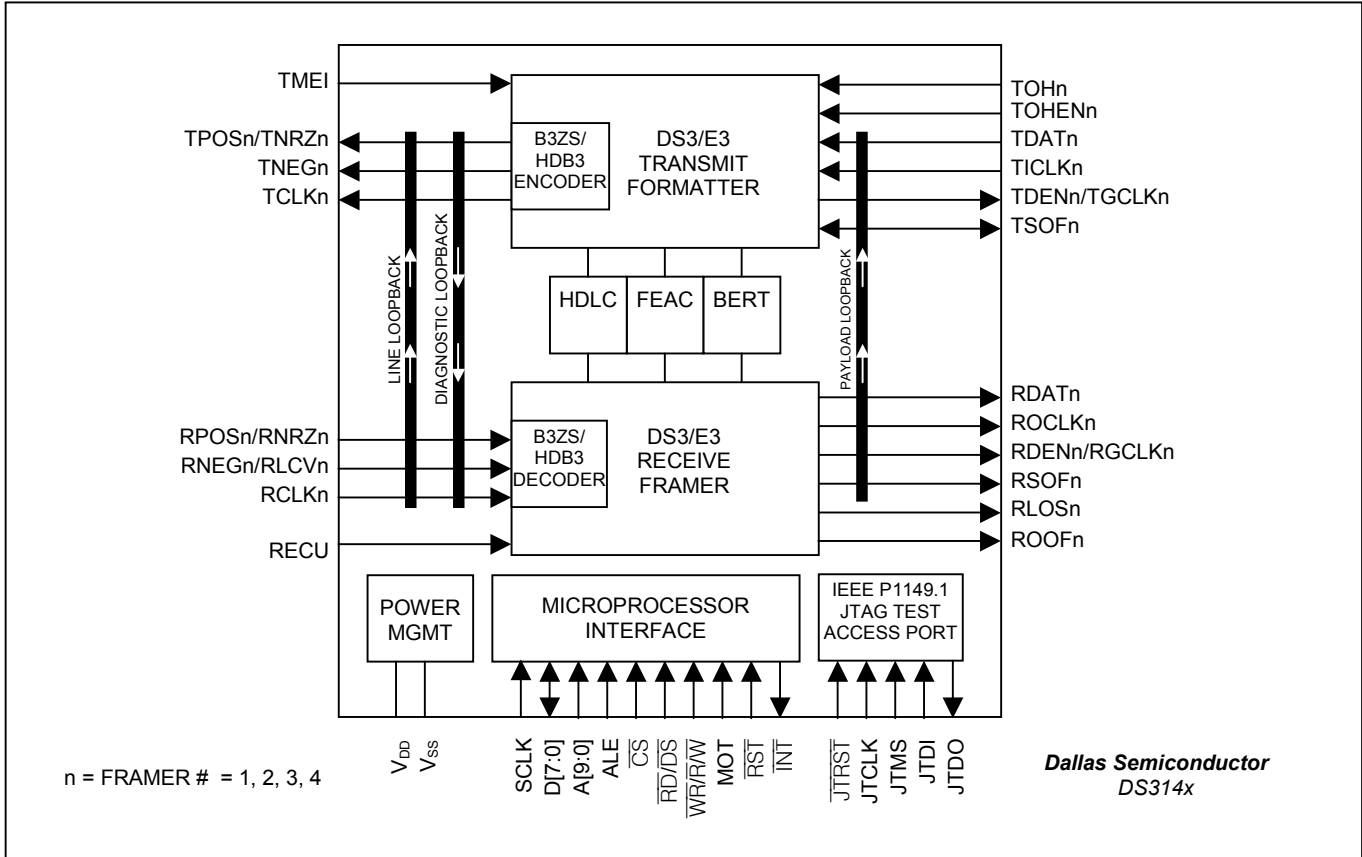 TMEI
TPOSn/TNRZn
TNEGn
TCLKn
LINE LOOPBACK
DIAGNOSTIC LOOPBACK
B3ZS/
HDB3
ENCODER
DS3/E3
TRANSMIT
FORMATTER
TOHn
TOHENn
TDATn
TICLKn
TDENn/TGCLKn
TSOFn
HDLC
FEAC
BERT
PAYLOAD LOOPBACK
RPOSn/RNRZn
RNEGn/RLCVn
RCLKn
RECU
B3ZS/
HDB3
DECODER
DS3/E3
RECEIVE
FRAMER
RDATn
ROCLKn
RDENn/RGCLKn
RSOFn
RLOSn
ROOFn
POWER
MGMT
MICROPROCESSOR
INTERFACE
IEEE P1149.1
JTAG TEST
ACCESS PORT
VDD
VSS
SCLK
D[7:0]
A[9:0]
ALE
CS
RD/DS
WR/R/W
MOT
RST
INT
JTRST
JTCLK
JTMS
JTDI
JTDO
n = FRAMER # = 1, 2, 3, 4
Dallas Semiconductor
DS314x